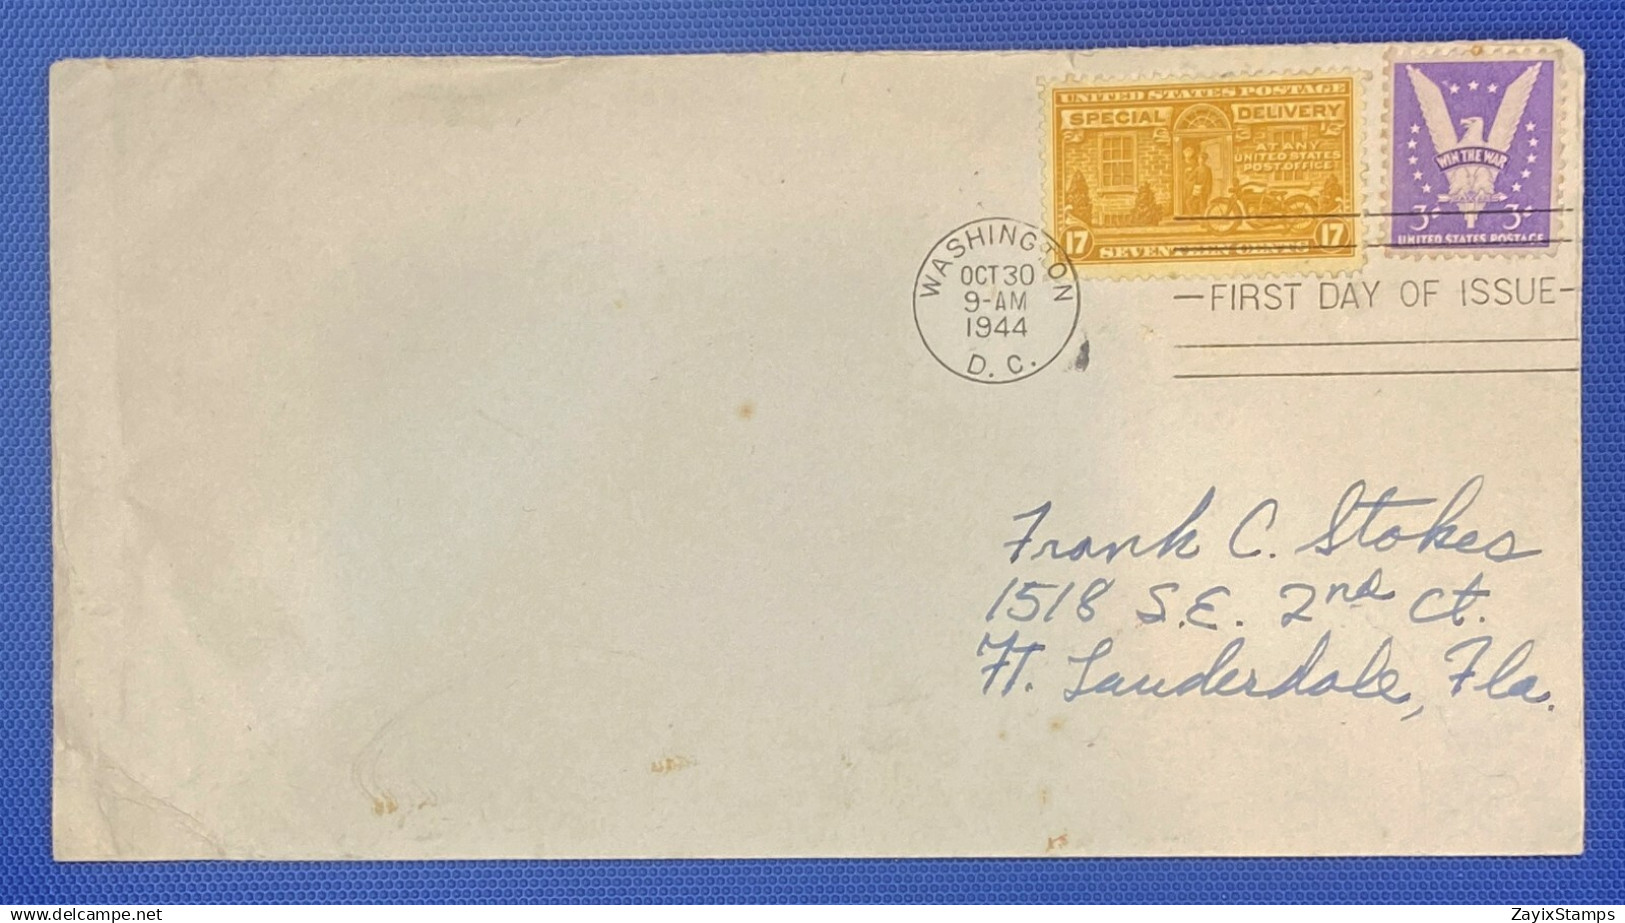 UNITED STATES POSTAGE
SPECIAL DELIVERY
AT ANY
UNITED STATES
POST OFFICE
17 SEVENTEEN CENTS 17
WIN THE WAR
3¢ 3¢
UNITED STATES POSTAGE
WASHINGTON
OCT 30
9-AM
1944
D. C.
—FIRST DAY OF ISSUE—
Frank C. Stokes
1518 S.E. 2nd Ct.
Ft. Lauderdale, Fla.
www.delcampe.net
ZayixStamps